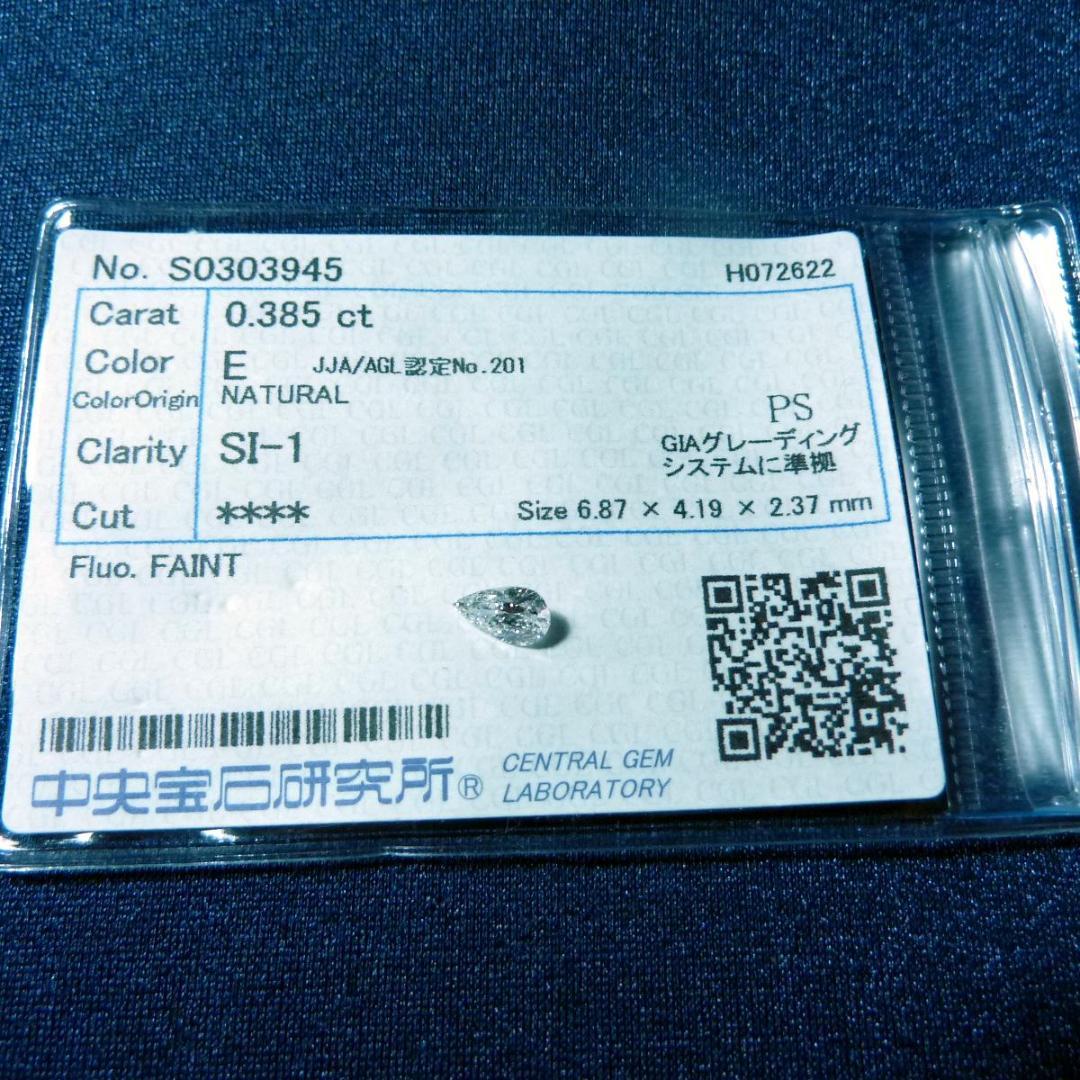 No. S0303945
H072622
Carat 0.385 ct
Color E JJA/AGL認定No.201
ColorOrigin NATURAL
PS
Clarity SI-1
GIAグレーディング
システムに準拠
Cut ****
Size 6.87 × 4.19 × 2.37 mm
Fluo. FAINT
中央宝石研究所®
CENTRAL GEM
LABORATORY